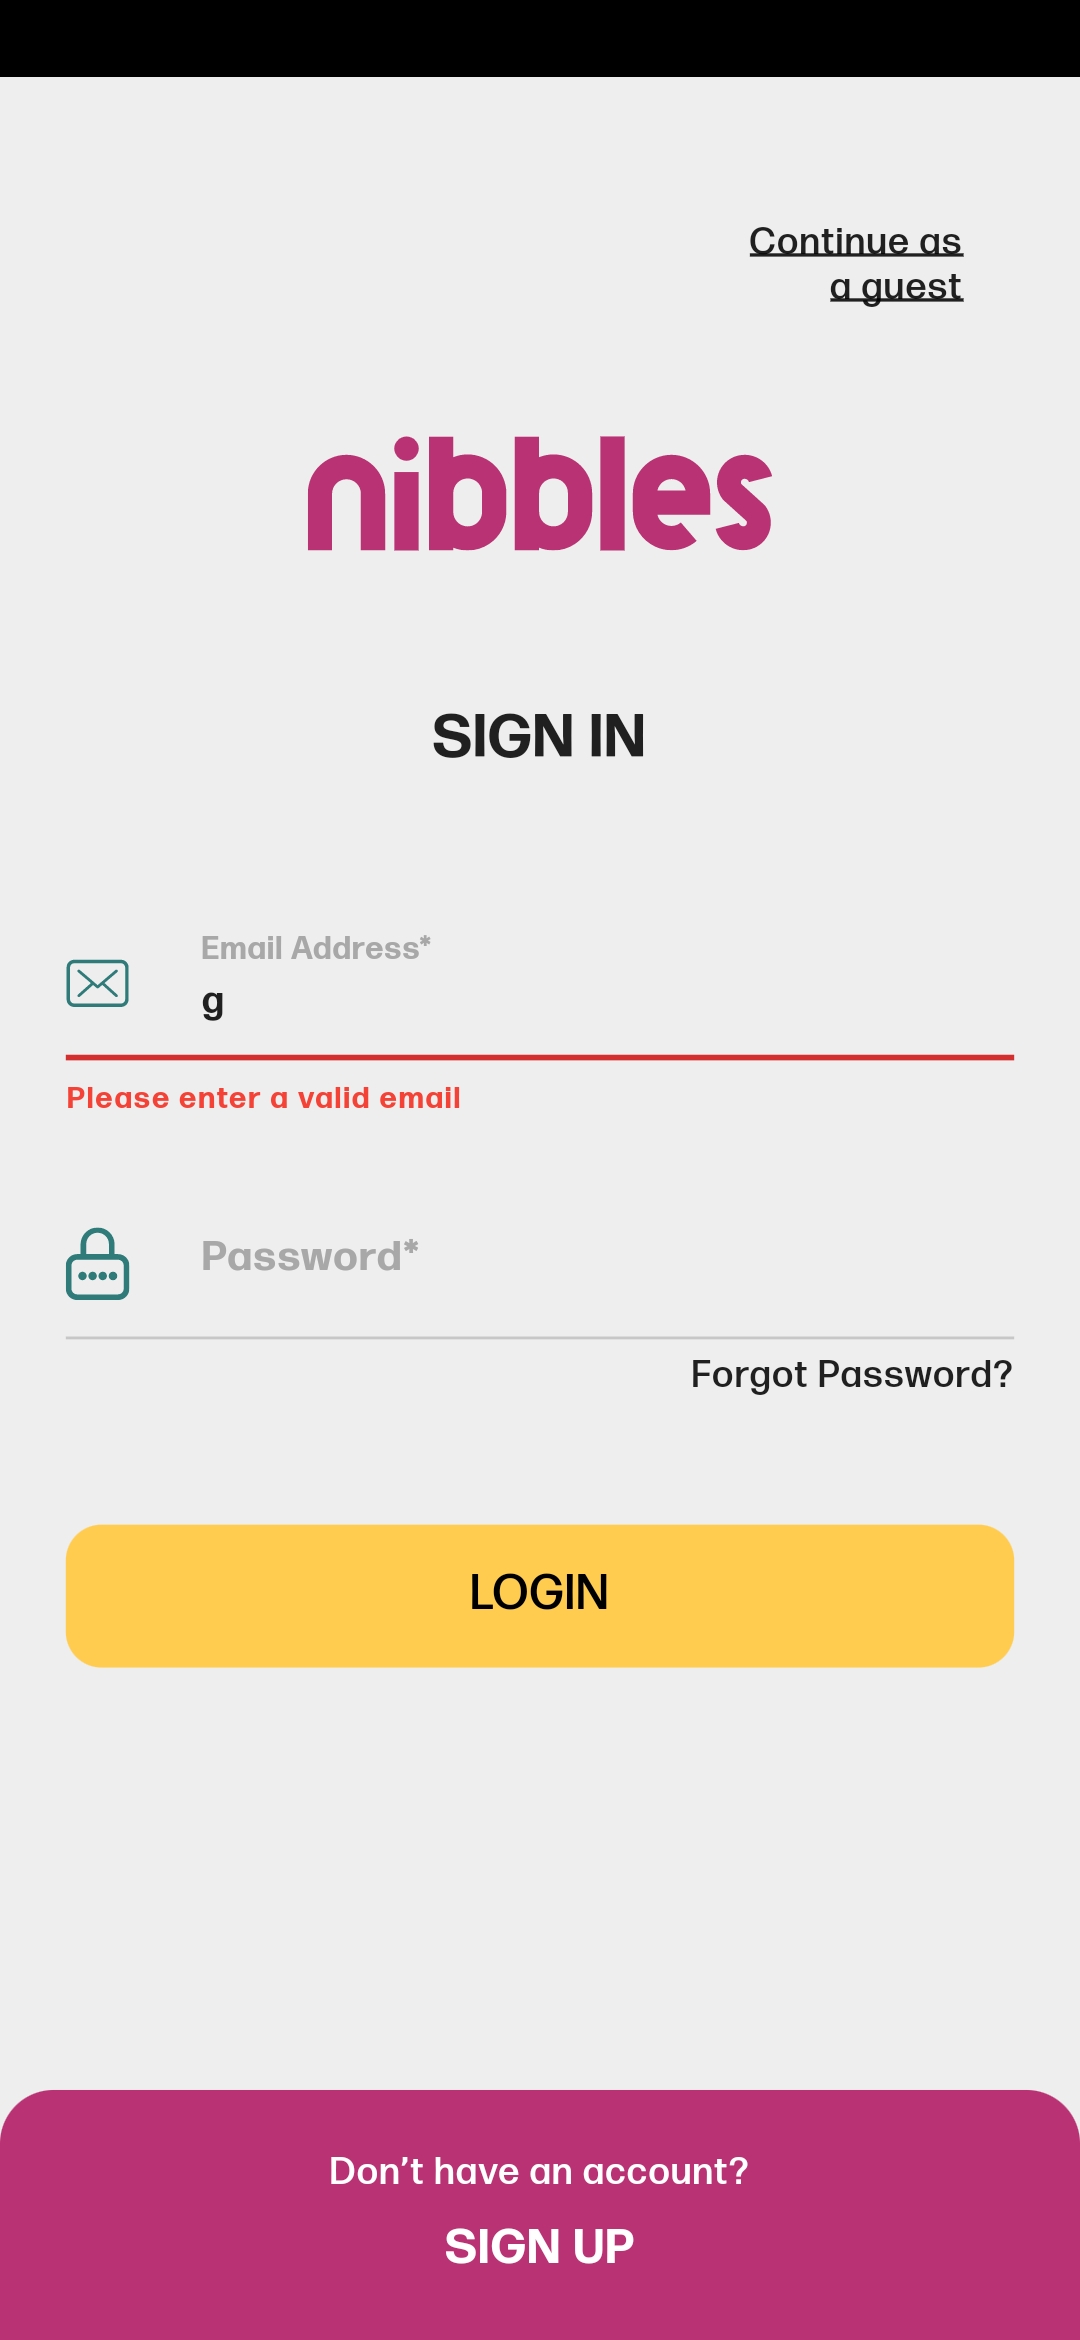 Continue as
a guest
nibbles
SIGN IN
Email Address*
g
Please enter a valid email
Password*
Forgot Password?
LOGIN
Don't have an account?
SIGN UP